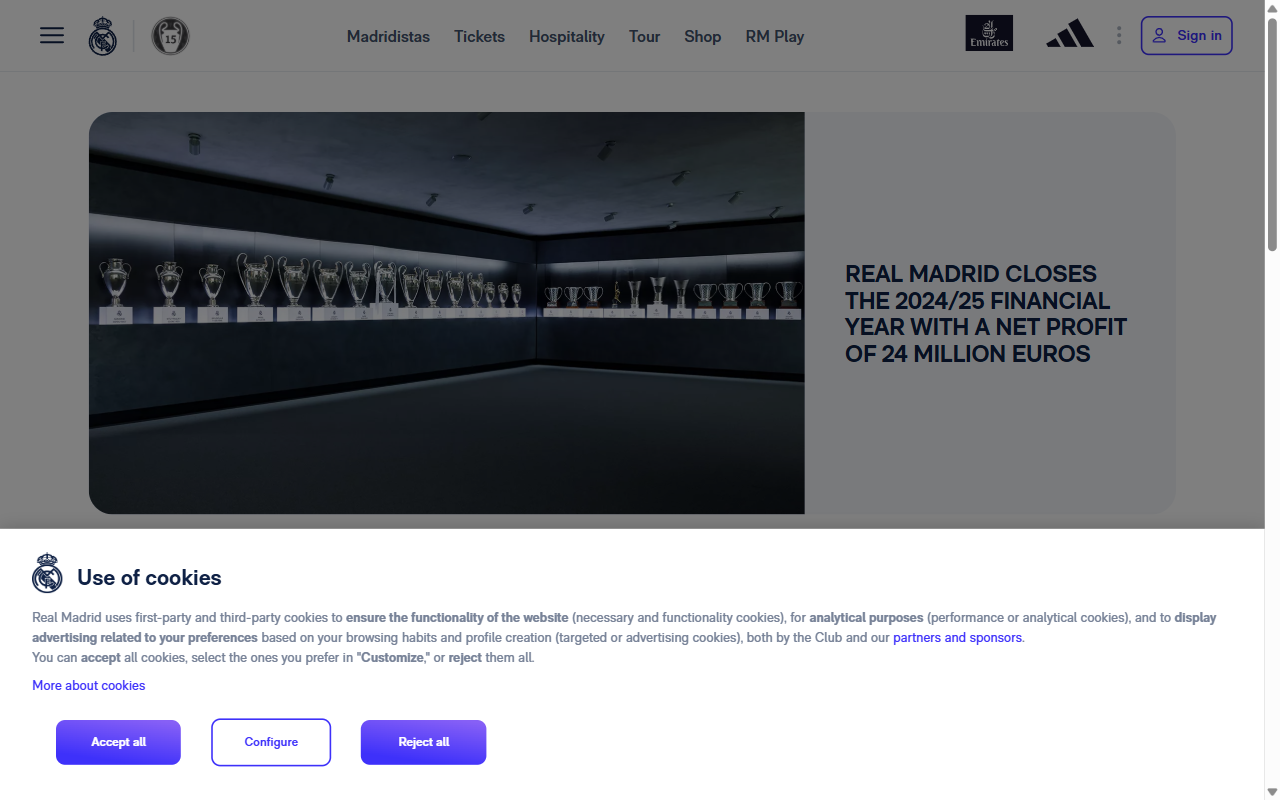 15
Madridistas
Tickets
Hospitality
Tour
Shop
RM Play
Emirates
Sign in
REAL MADRID CLOSES
THE 2024/25 FINANCIAL
YEAR WITH A NET PROFIT
OF 24 MILLION EUROS
Use of cookies
Real Madrid uses first-party and third-party cookies to ensure the functionality of the website (necessary and functionality cookies), for analytical purposes (performance or analytical cookies), and to display
advertising related to your preferences based on your browsing habits and profile creation (targeted or advertising cookies), both by the Club and our partners and sponsors.
You can accept all cookies, select the ones you prefer in "Customize," or reject them all.
More about cookies
Accept all
Configure
Reject all